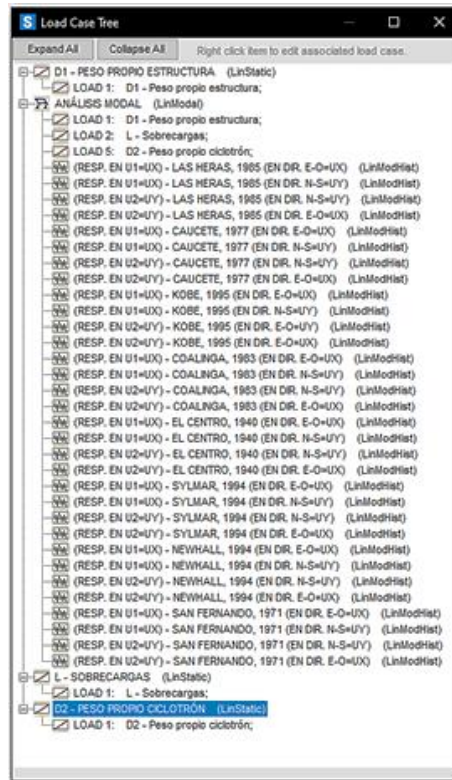 S Load Case Tree
Expand All Collapse All Right click item to edit associated load case.
D1 - PESO PROPIO ESTRUCTURA (LinStatic)
LOAD 1: D1 - Peso propio estructura;
ANÁLISIS MODAL (LinModal)
LOAD 1: D1 - Peso propio estructura;
LOAD 2: L - Sobrecargas;
LOAD 5: D2 - Peso propio ciclotrón;
(RESP. EN U1=UX) - LAS HERAS, 1985 (EN DIR. E-O=UX) (LinModHist)
(RESP. EN U1=UX) - LAS HERAS, 1985 (EN DIR. N-S=UY) (LinModHist)
(RESP. EN U2=UY) - LAS HERAS, 1985 (EN DIR. N-S=UY) (LinModHist)
(RESP. EN U2=UY) - LAS HERAS, 1985 (EN DIR. E-O=UX) (LinModHist)
(RESP. EN U1=UX) - CAUCETE, 1977 (EN DIR. E-O=UX) (LinModHist)
(RESP. EN U1=UX) - CAUCETE, 1977 (EN DIR. N-S=UY) (LinModHist)
(RESP. EN U2=UY) - CAUCETE, 1977 (EN DIR. N-S=UY) (LinModHist)
(RESP. EN U2=UY) - CAUCETE, 1977 (EN DIR. E-O=UX) (LinModHist)
(RESP. EN U1=UX) - KOBE, 1995 (EN DIR. E-O=UX) (LinModHist)
(RESP. EN U1=UX) - KOBE, 1995 (EN DIR. N-S=UY) (LinModHist)
(RESP. EN U2=UY) - KOBE, 1995 (EN DIR. N-S=UY) (LinModHist)
(RESP. EN U2=UY) - KOBE, 1995 (EN DIR. E-O=UX) (LinModHist)
(RESP. EN U1=UX) - COALINGA, 1983 (EN DIR. E-O=UX) (LinModHist)
(RESP. EN U1=UX) - COALINGA, 1983 (EN DIR. N-S=UY) (LinModHist)
(RESP. EN U2=UY) - COALINGA, 1983 (EN DIR. N-S=UY) (LinModHist)
(RESP. EN U2=UY) - COALINGA, 1983 (EN DIR. E-O=UX) (LinModHist)
(RESP. EN U1=UX) - EL CENTRO, 1940 (EN DIR. E-O=UX) (LinModHist)
(RESP. EN U1=UX) - EL CENTRO, 1940 (EN DIR. N-S=UY) (LinModHist)
(RESP. EN U2=UY) - EL CENTRO, 1940 (EN DIR. N-S=UY) (LinModHist)
(RESP. EN U2=UY) - EL CENTRO, 1940 (EN DIR. E-O=UX) (LinModHist)
(RESP. EN U1=UX) - SYLMAR, 1994 (EN DIR. E-O=UX) (LinModHist)
(RESP. EN U1=UX) - SYLMAR, 1994 (EN DIR. N-S=UY) (LinModHist)
(RESP. EN U2=UY) - SYLMAR, 1994 (EN DIR. N-S=UY) (LinModHist)
(RESP. EN U2=UY) - SYLMAR, 1994 (EN DIR. E-O=UX) (LinModHist)
(RESP. EN U1=UX) - NEWHALL, 1994 (EN DIR. E-O=UX) (LinModHist)
(RESP. EN U1=UX) - NEWHALL, 1994 (EN DIR. N-S=UY) (LinModHist)
(RESP. EN U2=UY) - NEWHALL, 1994 (EN DIR. N-S=UY) (LinModHist)
(RESP. EN U2=UY) - NEWHALL, 1994 (EN DIR. E-O=UX) (LinModHist)
(RESP. EN U1=UX) - SAN FERNANDO, 1971 (EN DIR. E-O=UX) (LinModHist)
(RESP. EN U1=UX) - SAN FERNANDO, 1971 (EN DIR. N-S=UY) (LinModHist)
(RESP. EN U2=UY) - SAN FERNANDO, 1971 (EN DIR. N-S=UY) (LinModHist)
(RESP. EN U2=UY) - SAN FERNANDO, 1971 (EN DIR. E-O=UX) (LinModHist)
L - SOBRECARGAS (LinStatic)
LOAD 1: L - Sobrecargas;
D2 - PESO PROPIO CICLOTRÓN (LinStatic)
LOAD 1: D2 - Peso propio ciclotrón;